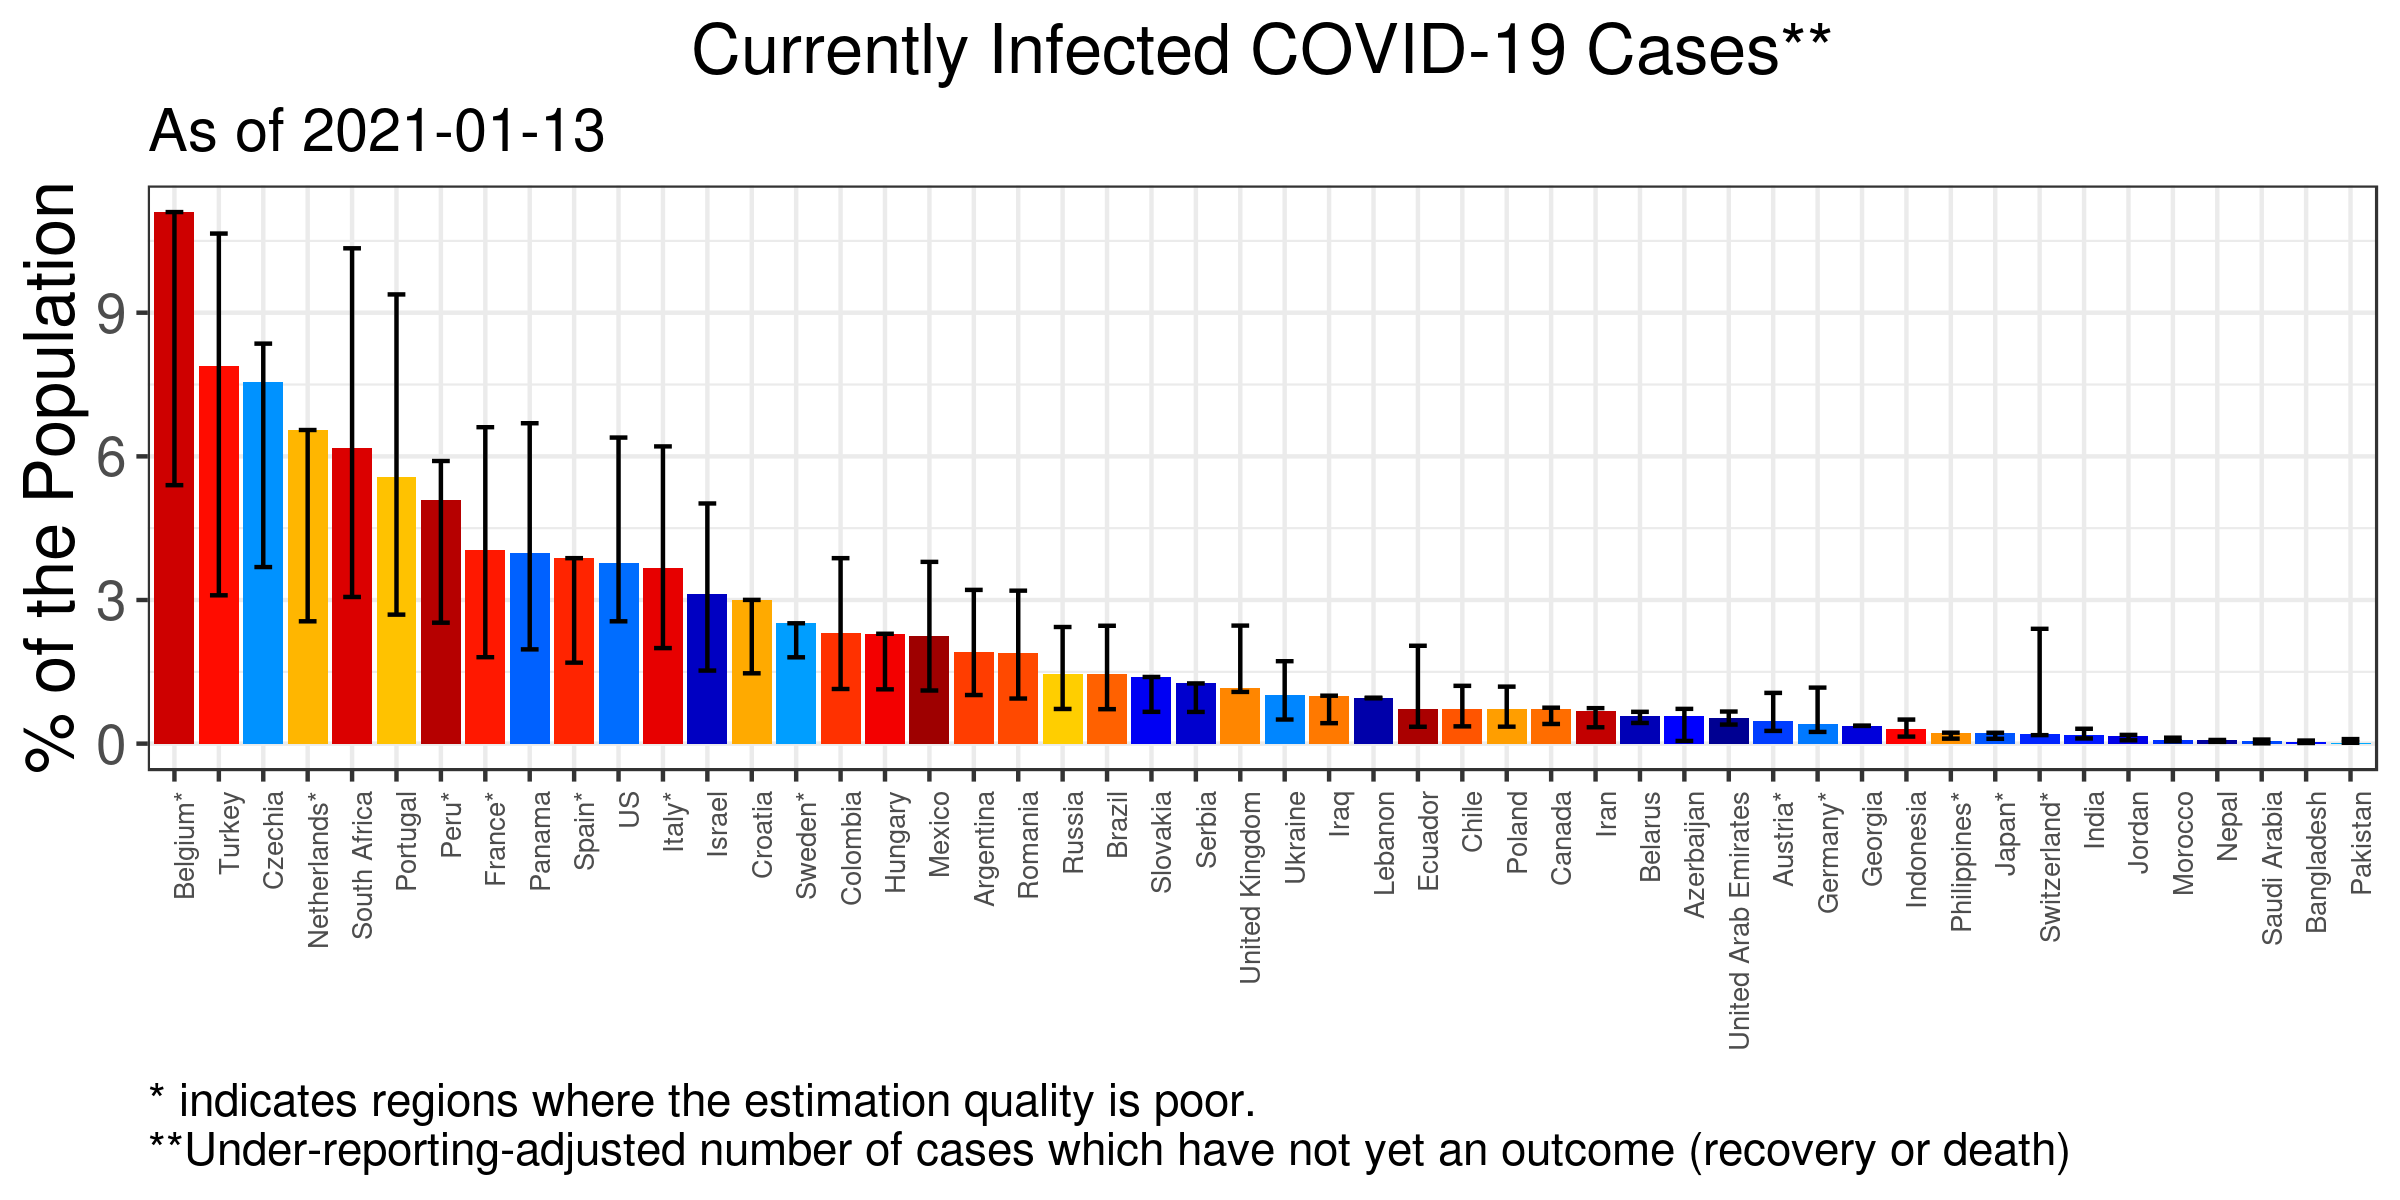 Currently Infected COVID-19 Cases**
As of 2021-01-13
% of the Population
9
6
3
0
Belgium*
Turkey
Czechia
Netherlands*
South Africa
Portugal
Peru*
France*
Panama
Spain*
US
Italy*
Israel
Croatia
Sweden*
Colombia
Hungary
Mexico
Argentina
Romania
Russia
Brazil
Slovakia
Serbia
United Kingdom
Ukraine
Iraq
Lebanon
Ecuador
Chile
Poland
Canada
Iran
Belarus
Azerbaijan
United Arab Emirates
Austria*
Germany*
Georgia
Indonesia
Philippines*
Japan*
Switzerland*
India
Jordan
Morocco
Nepal
Saudi Arabia
Bangladesh
Pakistan
* indicates regions where the estimation quality is poor.
**Under-reporting-adjusted number of cases which have not yet an outcome (recovery or death)